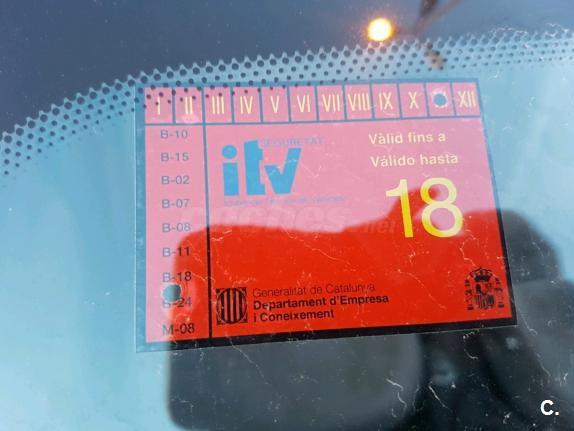 I II III IV V VI VII VIII IX X XII
B-10
B-15
B-02
B-07
B-08
B-11
B-18
B-24
M-08
SEGURETAT
itv
Vàlid fins a
Válido hasta
18
Generalitat de Catalunya
Departament d'Empresa
i Coneixement
C.